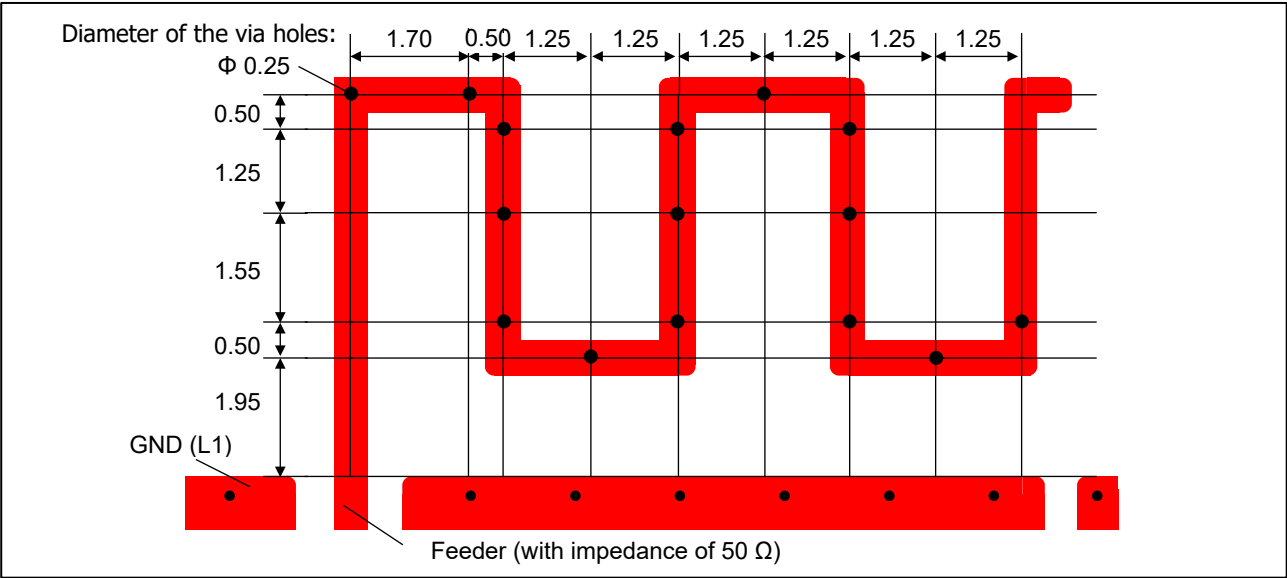 Diameter of the via holes:
Φ 0.25
1.70 0.50 1.25 1.25 1.25 1.25 1.25 1.25
0.50
1.25
1.55
0.50
1.95
GND (L1)
Feeder (with impedance of 50 Ω)